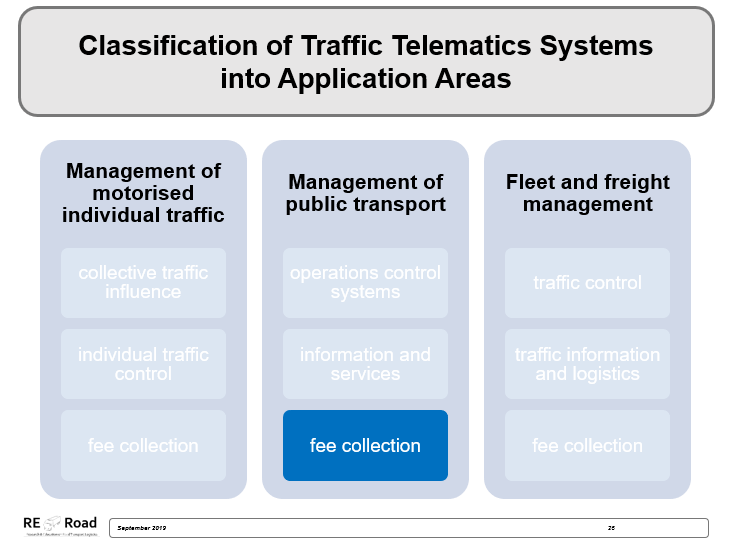 Classification of Traffic Telematics Systems
into Application Areas
Management of
motorised
individual traffic
collective traffic
influence
individual traffic
control
fee collection
Management of
public transport
operations control
systems
information and
services
fee collection
Fleet and freight
management
traffic control
traffic information
and logistics
fee collection
RE Road
September 2019
26